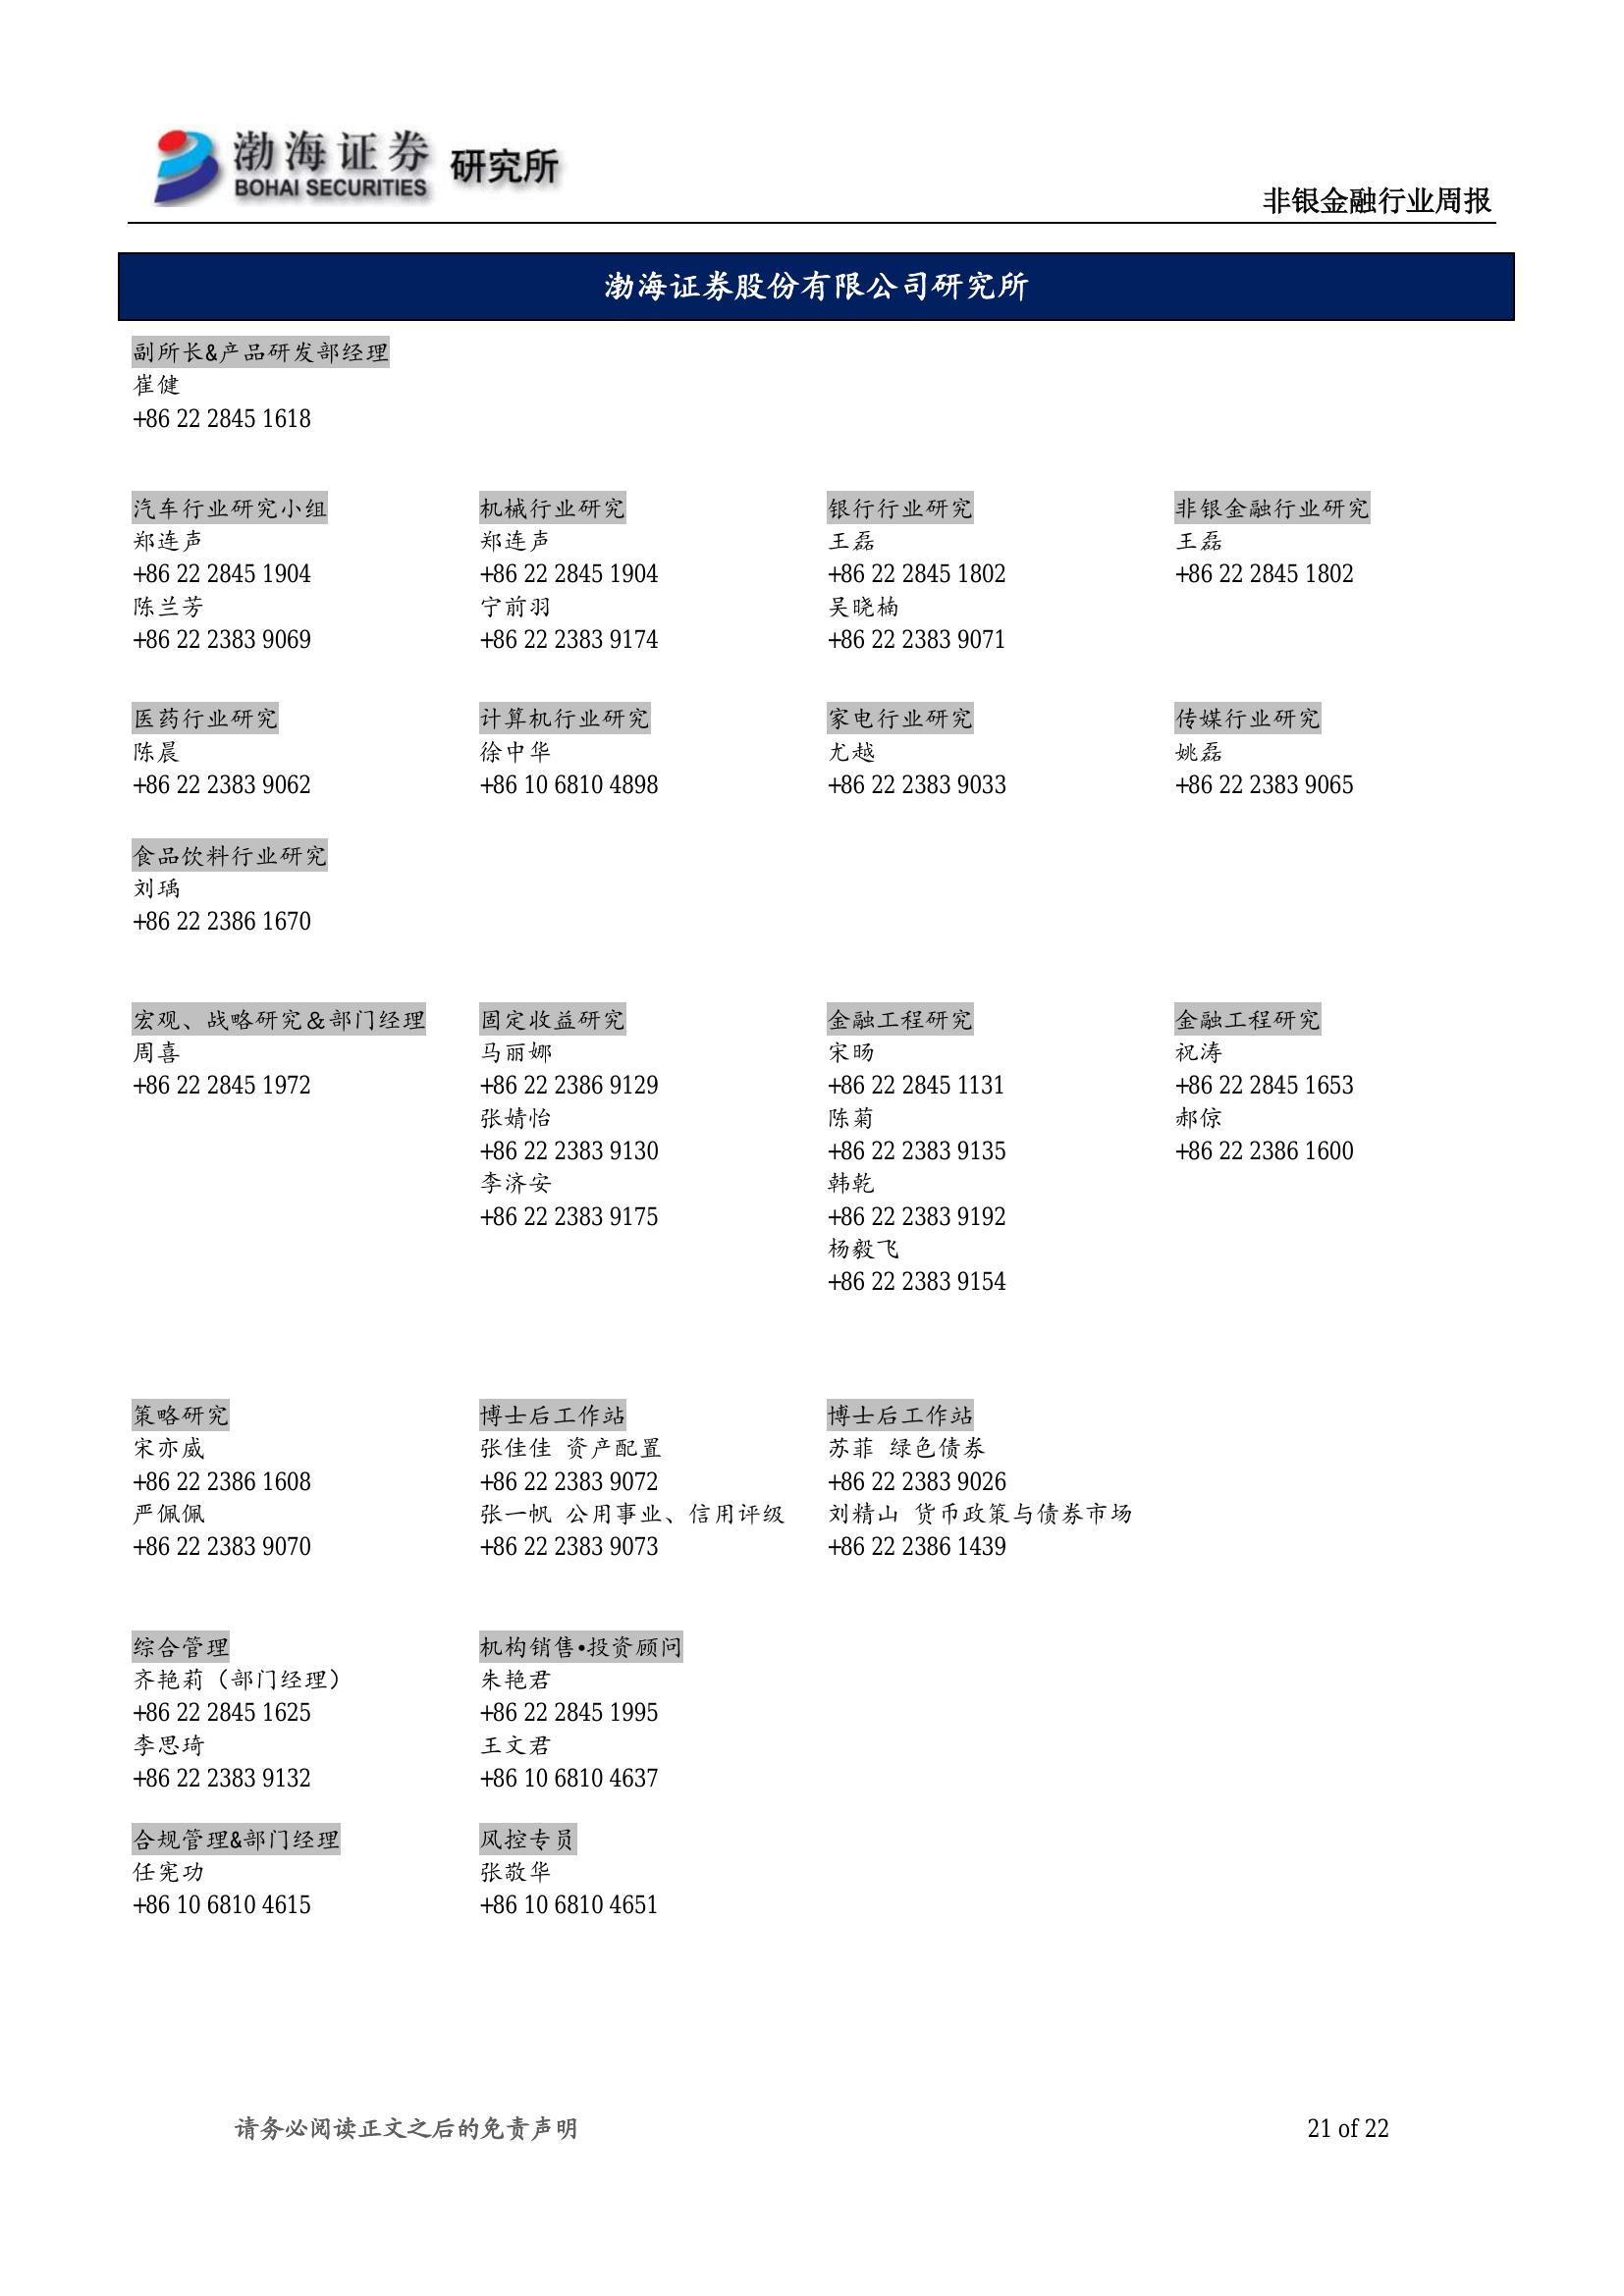 渤海证券 研究所
BOHAI SECURITIES
非银金融行业周报
渤海证券股份有限公司研究所
副所长&产品研发部经理
崔健
+86 22 2845 1618
汽车行业研究小组
郑连声
+86 22 2845 1904
陈兰芳
+86 22 2383 9069
机械行业研究
郑连声
+86 22 2845 1904
宁前羽
+86 22 2383 9174
银行行业研究
王磊
+86 22 2845 1802
吴晓楠
+86 22 2383 9071
非银金融行业研究
王磊
+86 22 2845 1802
医药行业研究
陈晨
+86 22 2383 9062
计算机行业研究
徐中华
+86 10 6810 4898
家电行业研究
尤越
+86 22 2383 9033
传媒行业研究
姚磊
+86 22 2383 9065
食品饮料行业研究
刘瑀
+86 22 2386 1670
宏观、战略研究&部门经理
周喜
+86 22 2845 1972
固定收益研究
马丽娜
+86 22 2386 9129
张婧怡
+86 22 2383 9130
李济安
+86 22 2383 9175
金融工程研究
宋旸
+86 22 2845 1131
陈菊
+86 22 2383 9135
韩乾
+86 22 2383 9192
杨毅飞
+86 22 2383 9154
金融工程研究
祝涛
+86 22 2845 1653
郝倞
+86 22 2386 1600
策略研究
宋亦威
+86 22 2386 1608
严佩佩
+86 22 2383 9070
博士后工作站
张佳佳 资产配置
+86 22 2383 9072
张一帆 公用事业、信用评级
+86 22 2383 9073
博士后工作站
苏菲 绿色债券
+86 22 2383 9026
刘精山 货币政策与债券市场
+86 22 2386 1439
综合管理
齐艳莉（部门经理）
+86 22 2845 1625
李思琦
+86 22 2383 9132
机构销售•投资顾问
朱艳君
+86 22 2845 1995
王文君
+86 10 6810 4637
合规管理&部门经理
任宪功
+86 10 6810 4615
风控专员
张敬华
+86 10 6810 4651
请务必阅读正文之后的免责声明
21 of 22